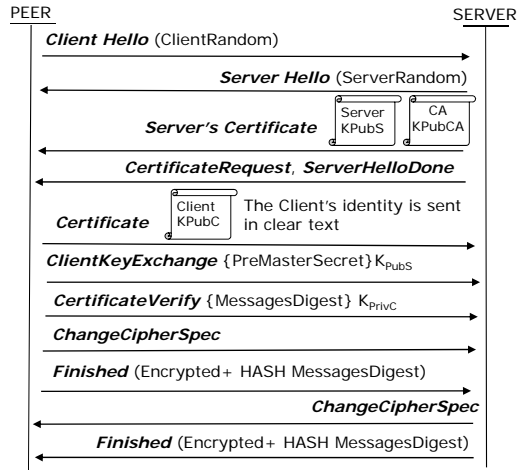 PEER
SERVER
Client Hello (ClientRandom)
Server Hello (ServerRandom)
Server's Certificate
Server
KPubS
CA
KPubCA
CertificateRequest, ServerHelloDone
Certificate
Client
KPubC
The Client's identity is sent
in clear text
ClientKeyExchange {PreMasterSecret}KPubS
CertificateVerify {MessagesDigest} KPrivC
ChangeCipherSpec
Finished (Encrypted+ HASH MessagesDigest)
ChangeCipherSpec
Finished (Encrypted+ HASH MessagesDigest)